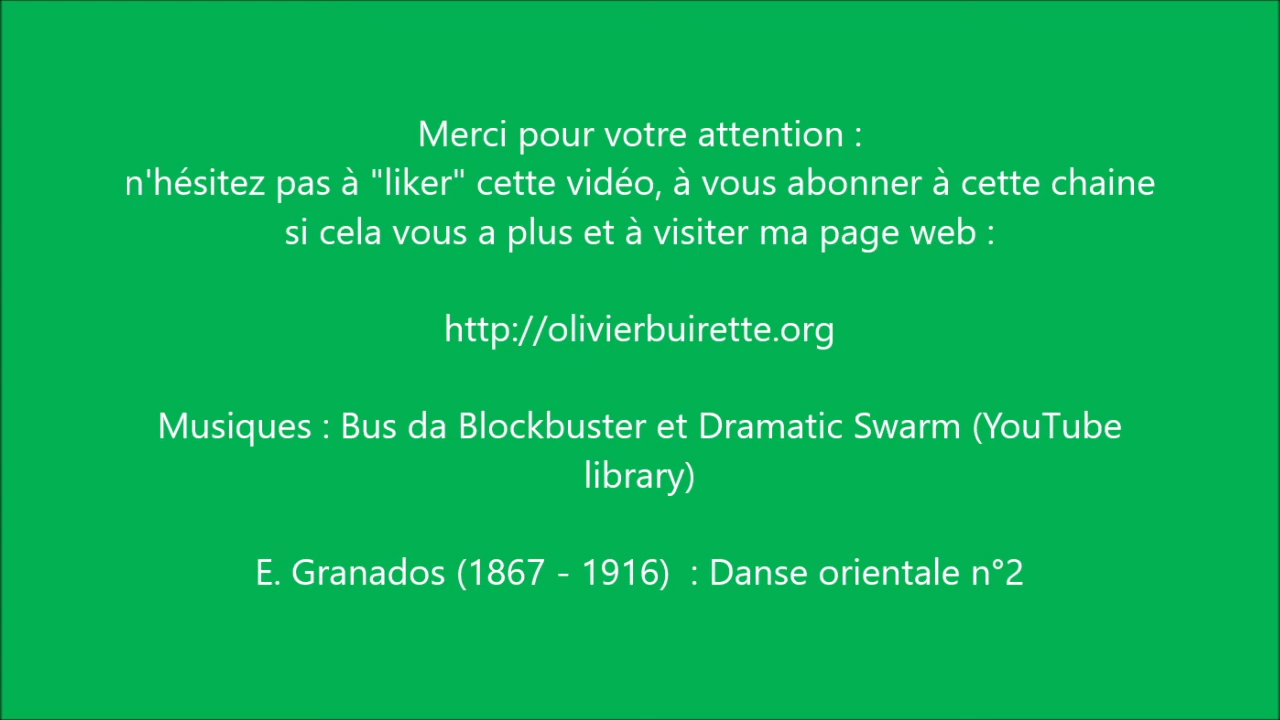 Merci pour votre attention :
n'hésitez pas à "liker" cette vidéo, à vous abonner à cette chaine
si cela vous a plus et à visiter ma page web :
http://olivierbuirette.org
Musiques : Bus da Blockbuster et Dramatic Swarm (YouTube
library)
E. Granados (1867 - 1916)  : Danse orientale n°2